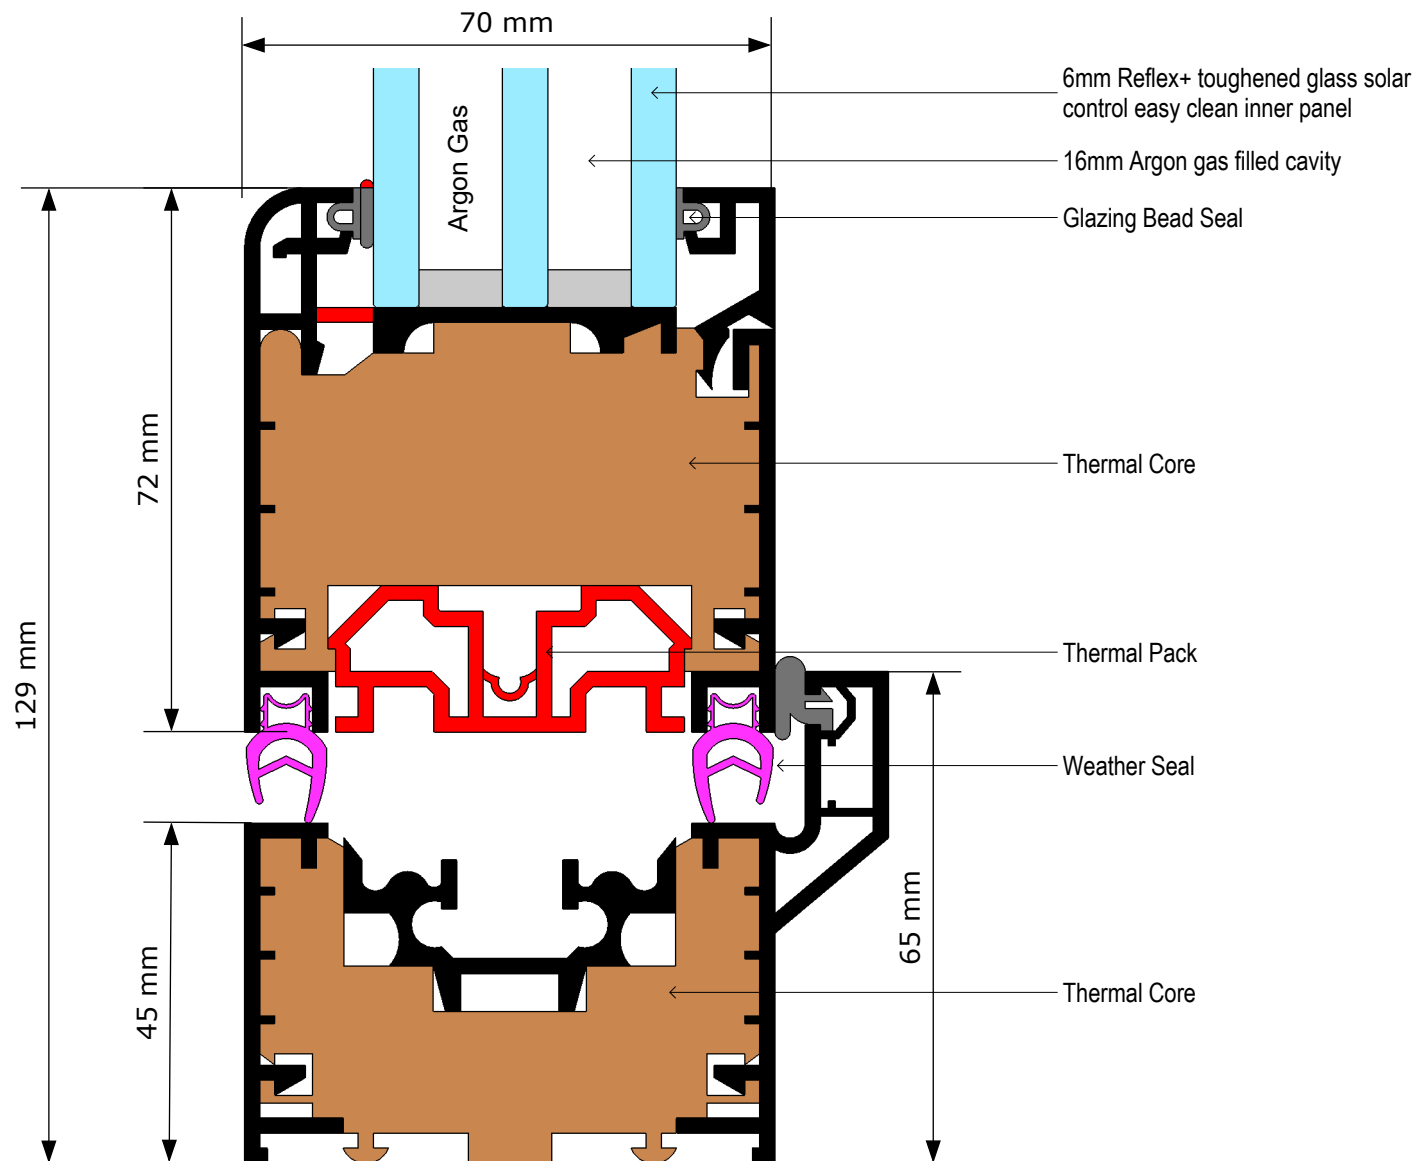 70 mm
6mm Reflex+ toughened glass solar
control easy clean inner panel
Argon Gas
16mm Argon gas filled cavity
Glazing Bead Seal
72 mm
Thermal Core
129 mm
Thermal Pack
Weather Seal
65 mm
45 mm
Thermal Core